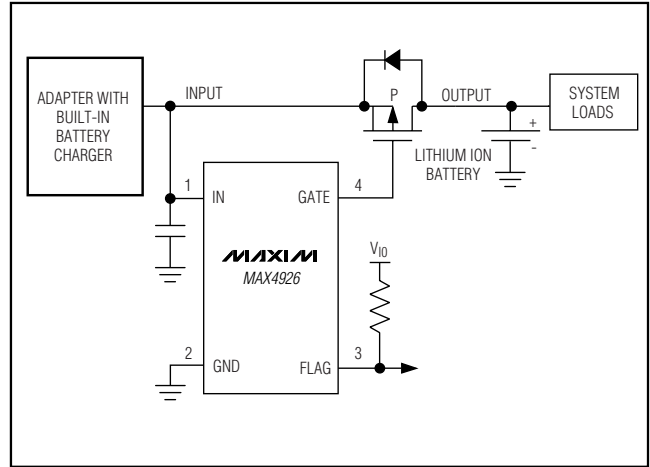 ADAPTER WITH
BUILT-IN
BATTERY
CHARGER
INPUT
P
OUTPUT
SYSTEM
LOADS
+
-
LITHIUM ION
BATTERY
1
IN
GATE
4
MAXIM
MAX4926
VIO
2
GND
FLAG
3